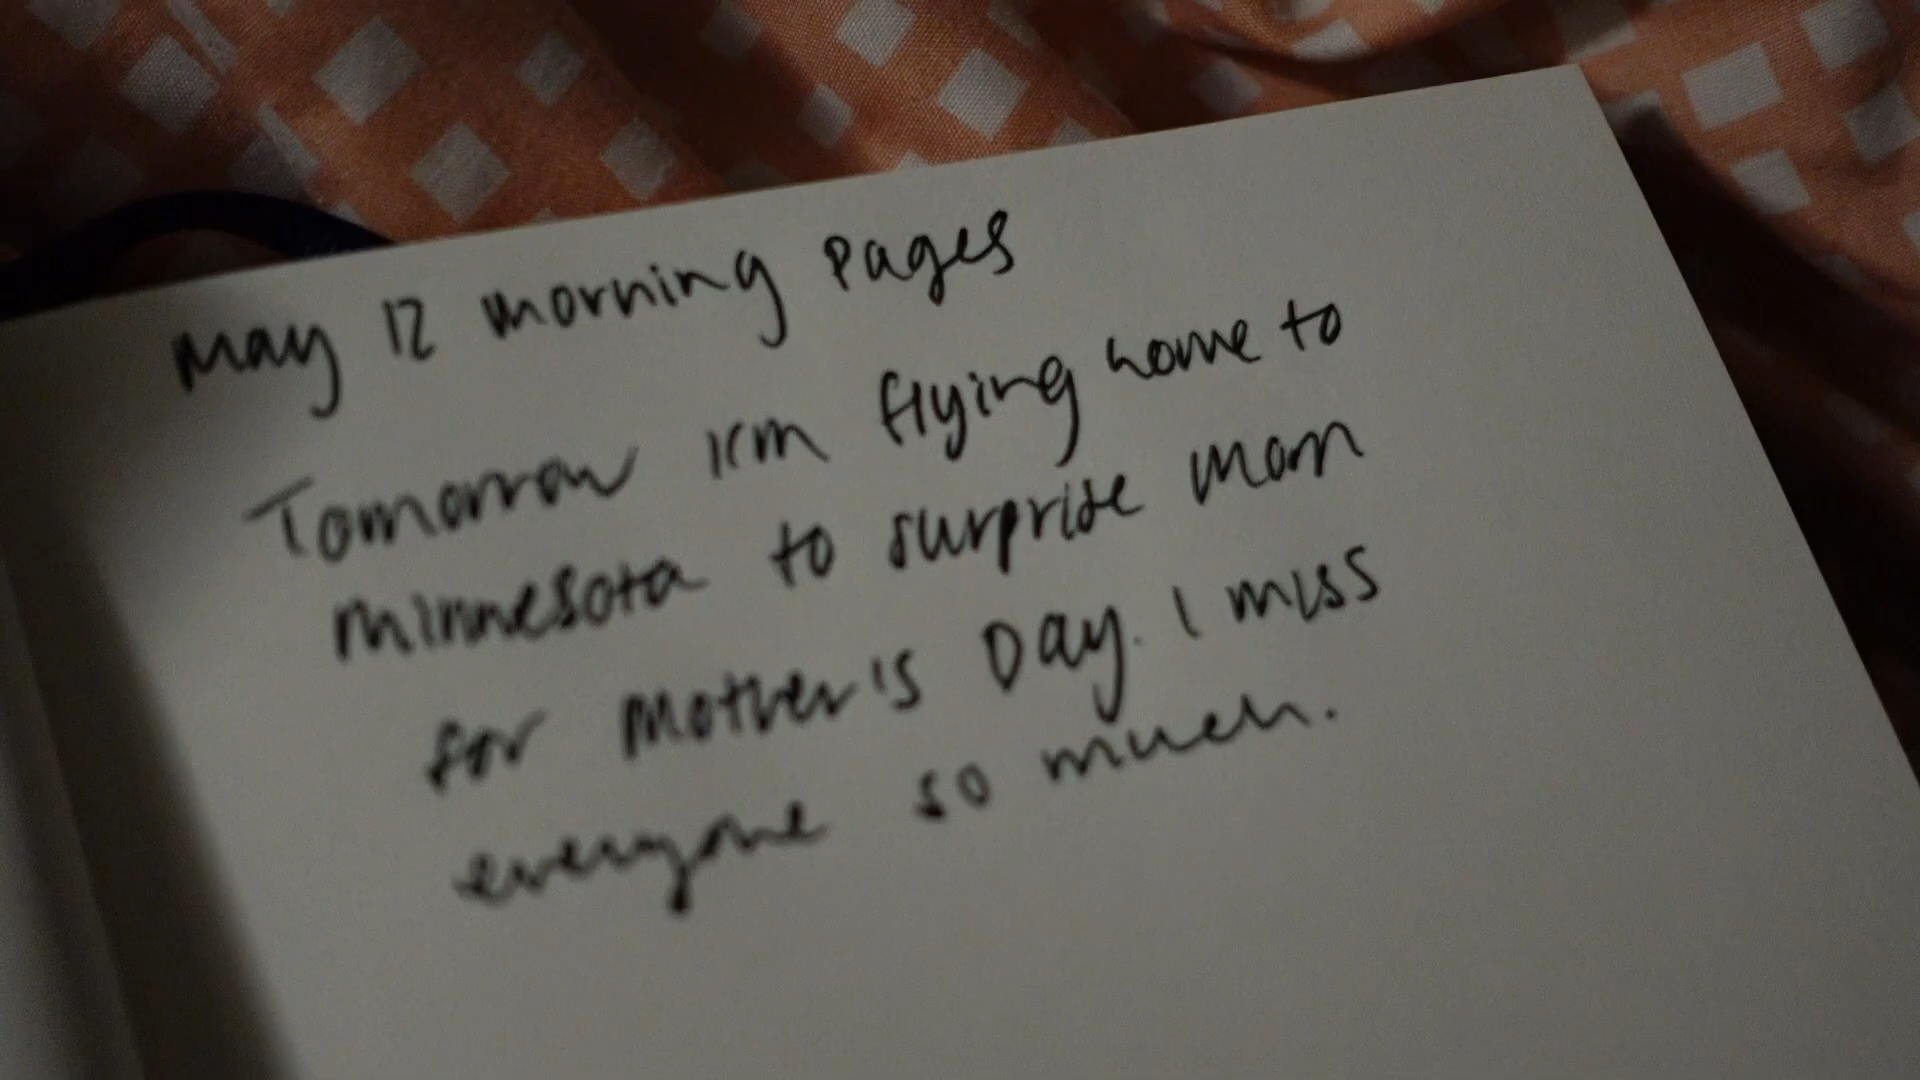 May 12 morning pages
Tomorrow I'm flying home to
Minnesota to surprise mom
for Mother's Day. I miss
everyone so much.